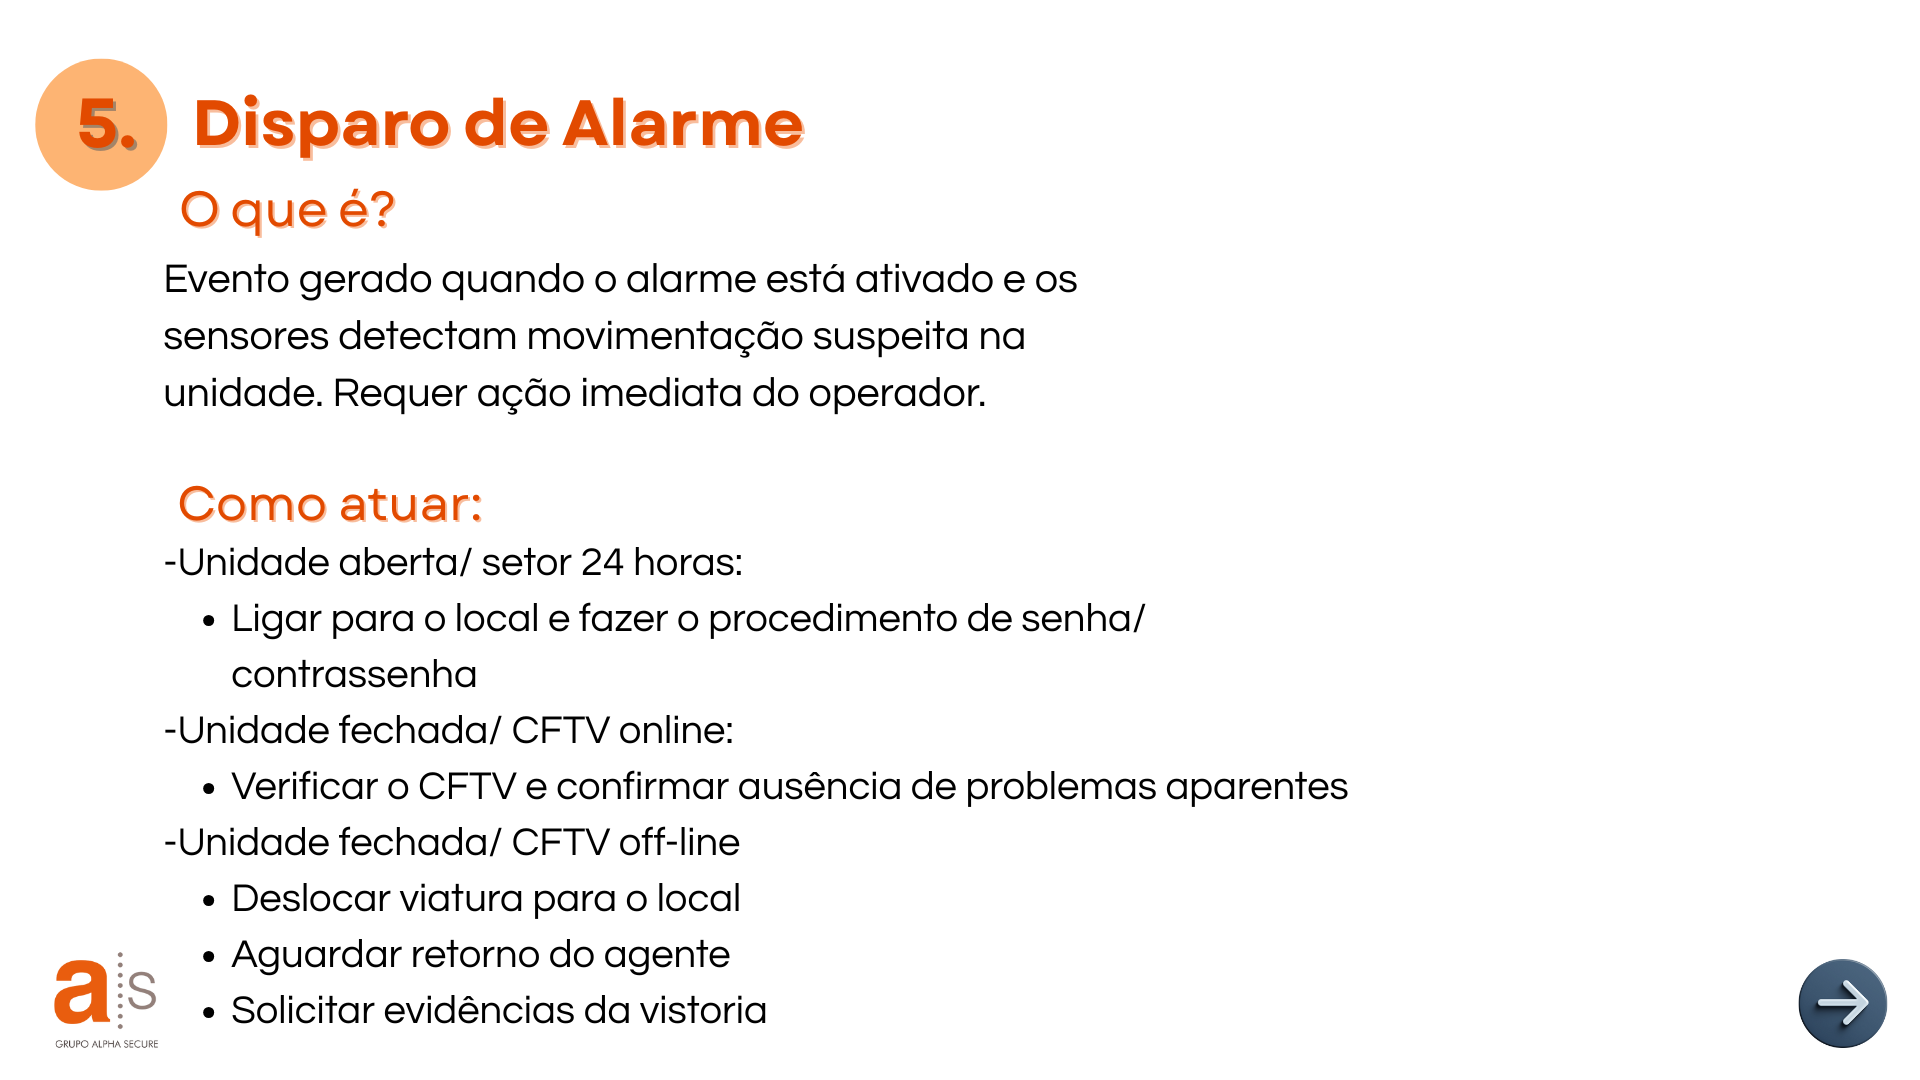 5. Disparo de Alarme
O que é?
Evento gerado quando o alarme está ativado e os
sensores detectam movimentação suspeita na
unidade. Requer ação imediata do operador.
Como atuar:
-Unidade aberta/ setor 24 horas:
• Ligar para o local e fazer o procedimento de senha/
contrassenha
-Unidade fechada/ CFTV online:
• Verificar o CFTV e confirmar ausência de problemas aparentes
-Unidade fechada/ CFTV off-line
• Deslocar viatura para o local
• Aguardar retorno do agente
• Solicitar evidências da vistoria
a s
GRUPO ALPHA SECURE